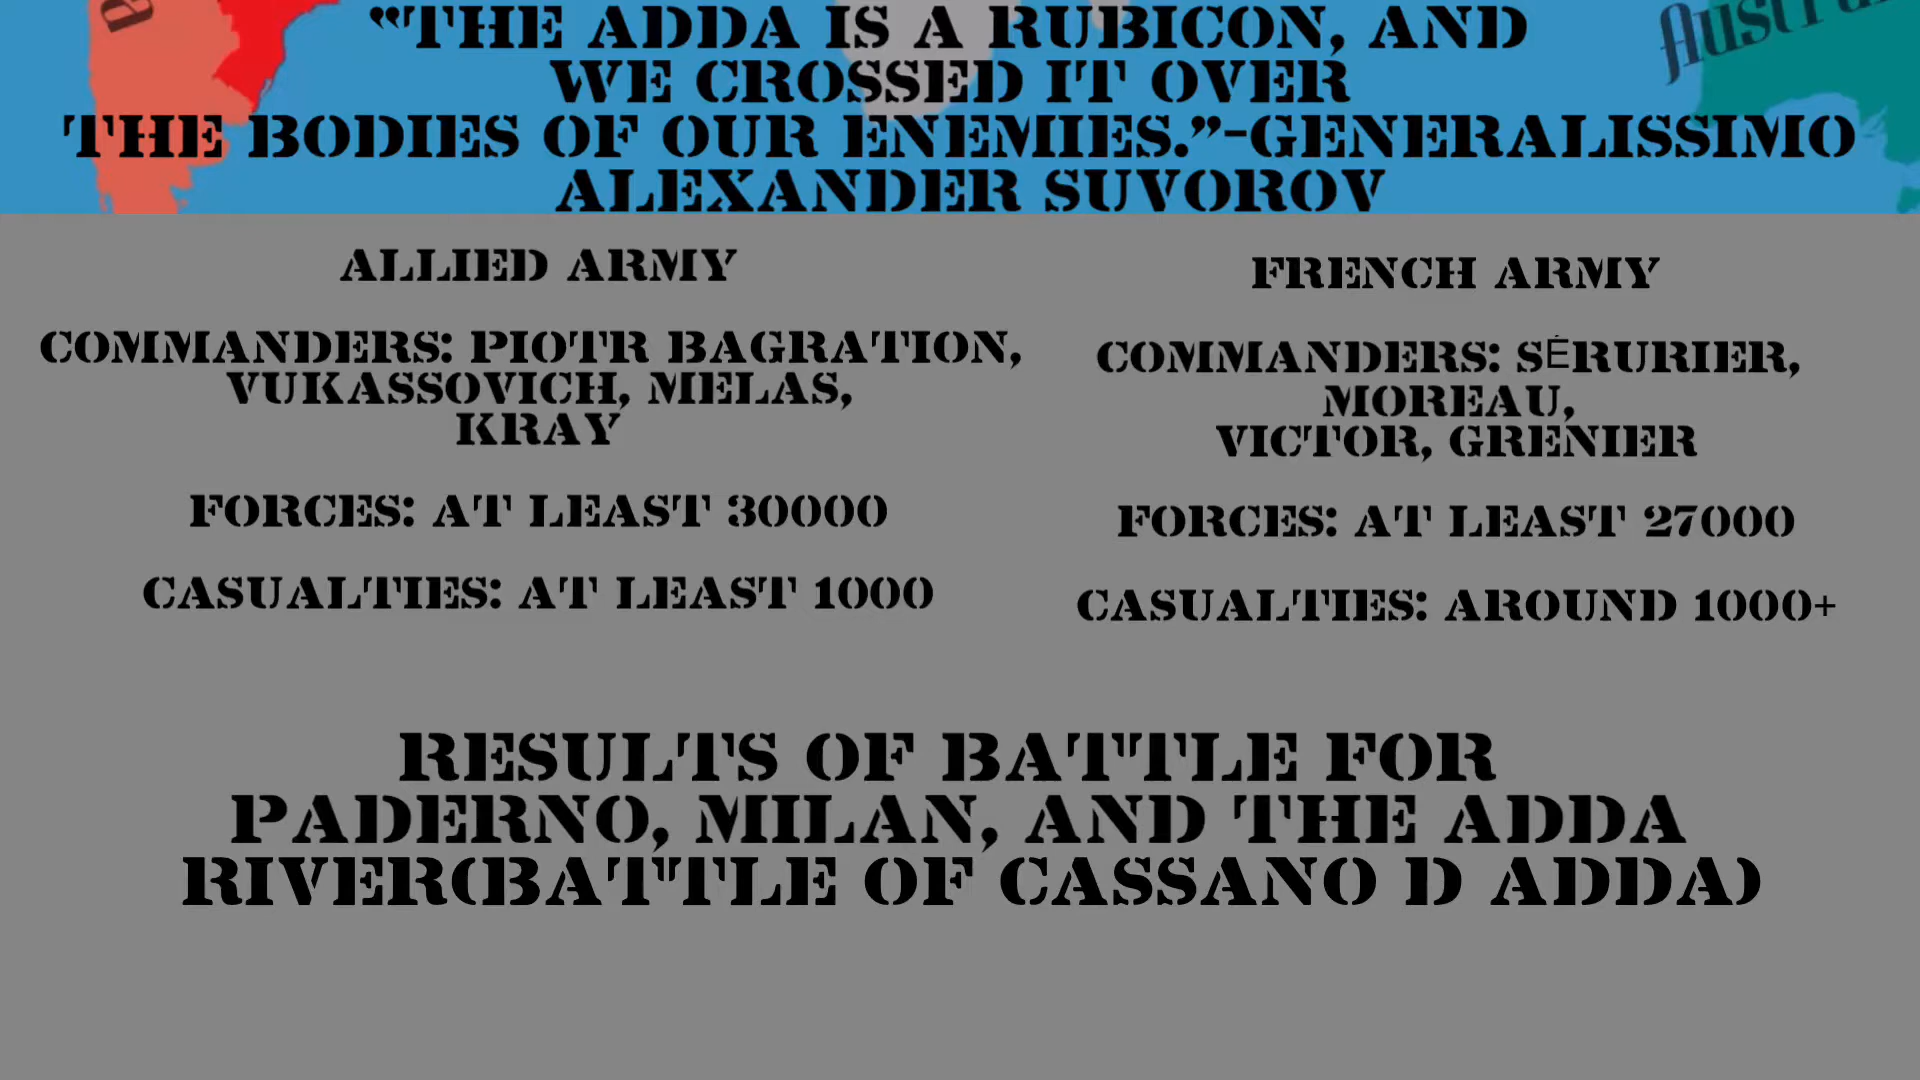 “THE ADDA IS A RUBICON, AND
WE CROSSED IT OVER
THE BODIES OF OUR ENEMIES.”-GENERALISSIMO
ALEXANDER SUVOROV
ALLIED ARMY
COMMANDERS: PIOTR BAGRATION,
VUKASSOVICH, MELAS,
KRAY
FORCES: AT LEAST 30000
CASUALTIES: AT LEAST 1000
FRENCH ARMY
COMMANDERS: SÉRURIER,
MOREAU,
VICTOR, GRENIER
FORCES: AT LEAST 27000
CASUALTIES: AROUND 1000+
RESULTS OF BATTLE FOR
PADERNO, MILAN, AND THE ADDA
RIVER(BATTLE OF CASSANO D ADDA)